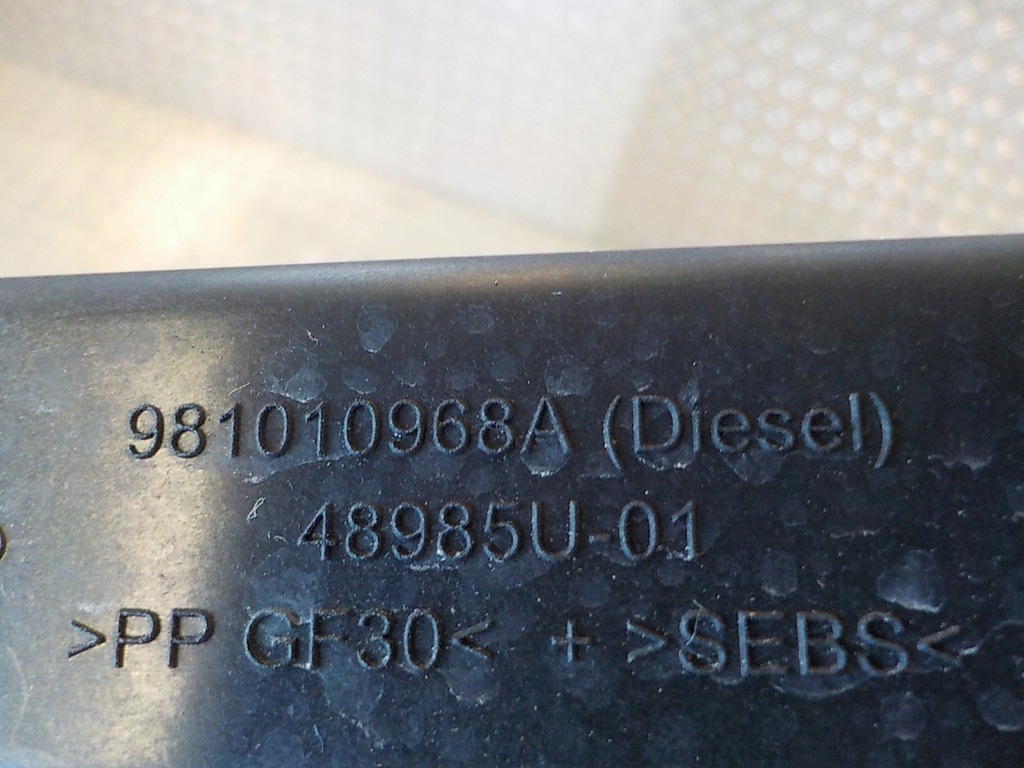 981010968A (Diesel)
48985U-01
>PP GF30< + >SEBS<